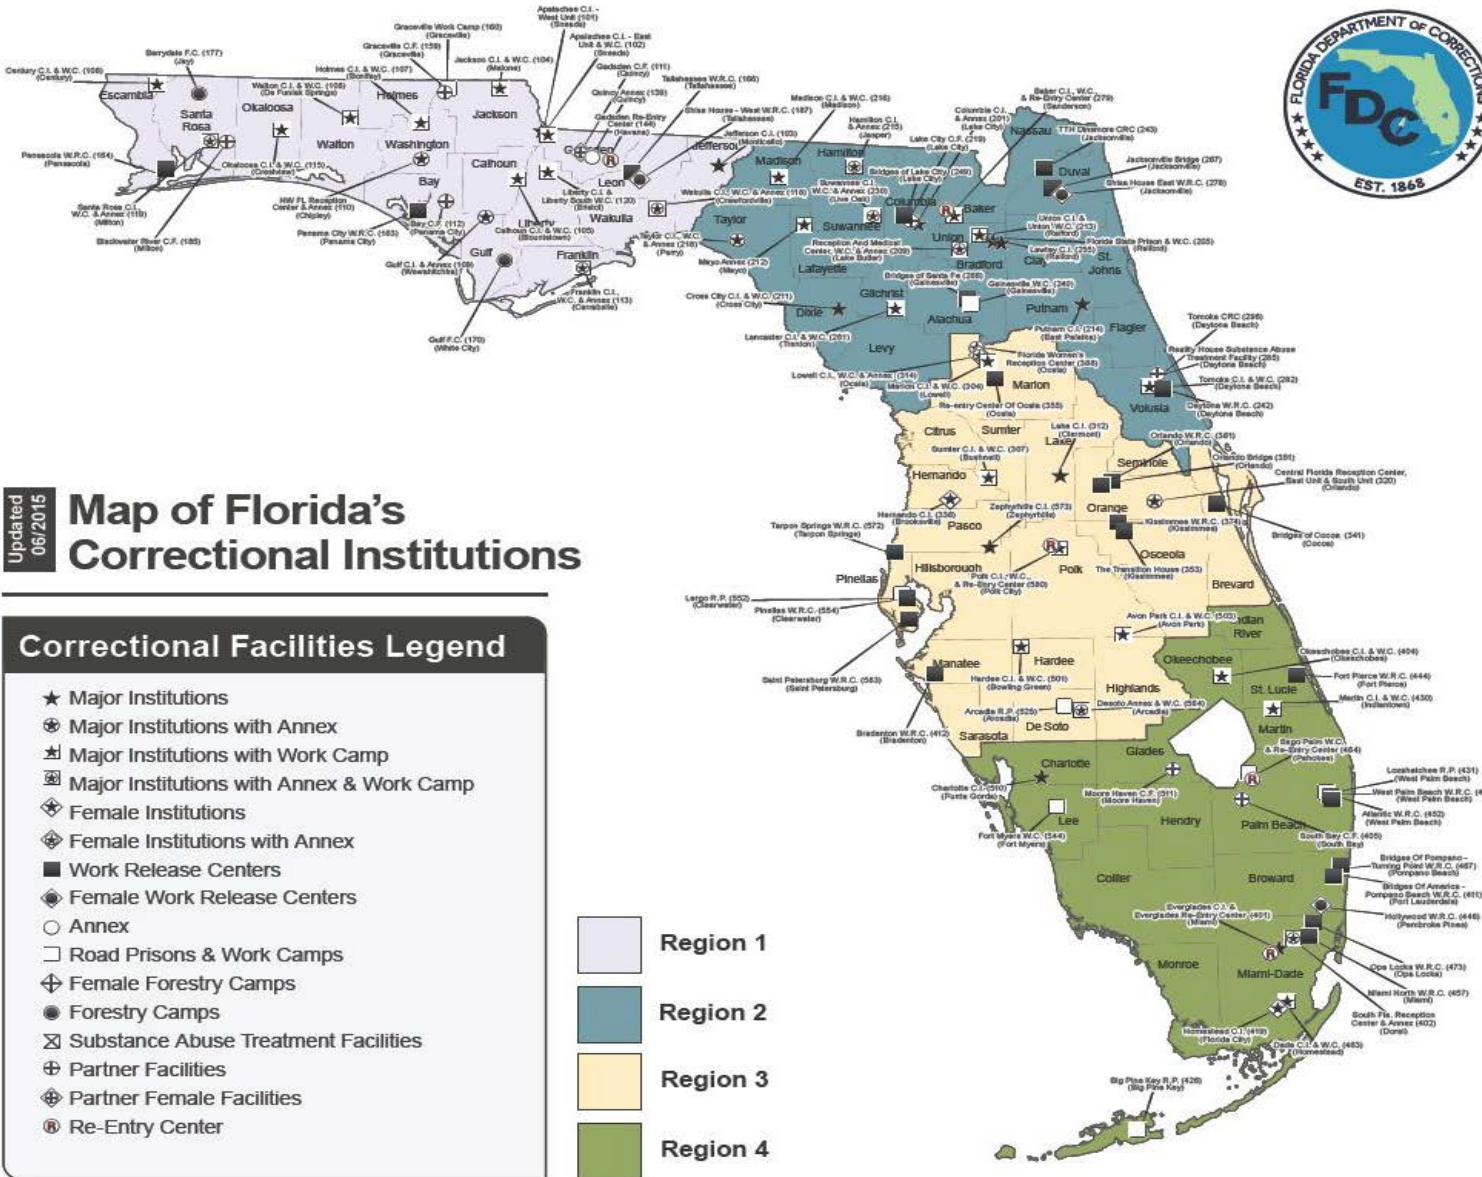 Apalachee C.I. -
West Unit (101)
(Sneads)
Graceville Work Camp (160)
(Graceville)
Apalachee C.I. - East
Unit & W.C. (102)
(Sneads)
Graceville C.F. (159)
(Graceville)
Jackson C.I. & W.C. (104)
(Malone)
Berrydale F.C. (177)
(Jay)
Holmes C.I. & W.C. (107)
(Bonifay)
Gadsden C.F. (111)
(Quincy)
Century C.I. & W.C. (106)
(Century)
Walton C.I. & W.C. (108)
(De Funiak Springs)
Quincy Annex (139)
(Quincy)
Tallahassee W.R.C. (166)
(Tallahassee)
Gadsden Re-Entry
Center (144)
(Havana)
Shisa House - West W.R.C. (187)
(Tallahassee)
Jefferson C.I. (103)
(Monticello)
Escambia
Santa
Rosa
Okaloosa
Holmes
Jackson
Walton
Washington
Calhoun
Bay
Leon
Jefferson
Liberty
Wakulla
Gulf
Franklin
Pensacola W.R.C. (164)
(Pensacola)
Okaloosa C.I. & W.C. (115)
(Crestview)
Santa Rosa C.I.,
W.C. & Annex (119)
(Milton)
Blackwater River C.F. (185)
(Milton)
NW FL Reception
Center & Annex (110)
(Chipley)
Panama City W.R.C. (163)
(Panama City)
Bay C.F. (112)
(Panama City)
Liberty C.I. &
Liberty South W.C. (120)
(Bristol)
Calhoun C.I. & W.C. (105)
(Blountstown)
Wakulla C.I., W.C. & Annex (118)
(Crawfordville)
Gulf C.I. & Annex (109)
(Wewahitchka)
Franklin C.I.,
W.C. & Annex (113)
(Carrabelle)
Gulf F.C. (170)
(White City)
Madison C.I. & W.C. (216)
(Madison)
Hamilton C.I.
& Annex (215)
(Jasper)
Columbia C.I.
& Annex (201)
(Lake City)
Lake City C.F. (219)
(Lake City)
Baker C.I., W.C.
& Re-Entry Center (279)
(Sanderson)
TTH Dinsmore CRC (243)
(Jacksonville)
Jacksonville Bridge (267)
(Jacksonville)
Shisa House East W.R.C. (278)
(Jacksonville)
Bridges of Lake City (249)
(Lake City)
Suwannee C.I.
W.C. & Annex (230)
(Live Oak)
Union C.I. &
Union W.C. (213)
(Raiford)
Florida State Prison & W.C. (205)
(Raiford)
Lawtey C.I. (255)
(Raiford)
Taylor C.I., W.C.
& Annex (218)
(Perry)
Mayo Annex (212)
(Mayo)
Reception And Medical
Center, W.C. & Annex (209)
(Lake Butler)
Bridges of Santa Fe (266)
(Gainesville)
Gainesville W.C. (240)
(Gainesville)
Cross City C.I. & W.C. (211)
(Cross City)
Lancaster C.I. & W.C. (281)
(Trenton)
Putnam C.I. (214)
(East Palatka)
Tomoka CRC (298)
(Daytona Beach)
Reality House Substance Abuse
Treatment Facility (285)
(Daytona Beach)
Tomoka C.I. & W.C. (282)
(Daytona Beach)
Daytona W.R.C. (242)
(Daytona Beach)
Madison
Hamilton
Nassau
Duval
Columbia
Baker
Taylor
Suwannee
Union
Bradford
Clay
St.
Johns
Lafayette
Gilchrist
Dixie
Alachua
Putnam
Flagler
Levy
Volusia
Lowell C.I., W.C. & Annex (314)
(Ocala)
Marion C.I. & W.C. (304)
(Lowell)
Florida Women's
Reception Center (368)
(Ocala)
Re-entry Center Of Ocala (355)
(Ocala)
Lake C.I. (312)
(Clermont)
Sumter C.I. & W.C. (307)
(Bushnell)
Orlando W.R.C. (361)
(Orlando)
Orlando Bridge (351)
(Orlando)
Central Florida Reception Center,
East Unit & South Unit (320)
(Orlando)
Hernando C.I. (336)
(Brooksville)
Zephyrhills C.I. (573)
(Zephyrhills)
Kissimmee W.R.C. (374)
(Kissimmee)
Bridges of Cocoa (341)
(Cocoa)
Tarpon Springs W.R.C. (572)
(Tarpon Springs)
Polk C.I., W.C.,
& Re-Entry Center (580)
(Polk City)
The Transition House (353)
(Kissimmee)
Largo R.P. (552)
(Clearwater)
Pinellas W.R.C. (554)
(Clearwater)
Avon Park C.I. & W.C. (503)
(Avon Park)
Saint Petersburg W.R.C. (583)
(Saint Petersburg)
Hardee C.I. & W.C. (501)
(Bowling Green)
Arcadia R.P. (525)
(Arcadia)
Desoto Annex & W.C. (564)
(Arcadia)
Bradenton W.R.C. (412)
(Bradenton)
Marion
Citrus
Sumter
Lake
Seminole
Hernando
Orange
Pasco
Osceola
Hillsborough
Polk
Pinellas
Brevard
Manatee
Hardee
Highlands
De Soto
Sarasota
Okeechobee C.I. & W.C. (404)
(Okeechobee)
Fort Pierce W.R.C. (444)
(Fort Pierce)
Martin C.I. & W.C. (430)
(Indiantown)
Sago Palm W.C.
& Re-Entry Center (464)
(Pahokee)
Loxahatchee R.P. (431)
(West Palm Beach)
West Palm Beach W.R.C. (4
(West Palm Beach)
Atlantic W.R.C. (452)
(West Palm Beach)
Charlotte C.I. (510)
(Punta Gorda)
Moore Haven C.F. (511)
(Moore Haven)
South Bay C.F. (405)
(South Bay)
Fort Myers W.C. (544)
(Fort Myers)
Bridges Of Pompano -
Turning Point W.R.C. (467)
(Pompano Beach)
Bridges Of America -
Pompano Beach W.R.C. (411)
(Fort Lauderdale)
Everglades C.I. &
Everglades Re-Entry Center (401)
(Miami)
Hollywood W.R.C. (446)
(Pembroke Pines)
Opa Locka W.R.C. (473)
(Opa Locka)
Miami North W.R.C. (457)
(Miami)
South Fla. Reception
Center & Annex (402)
(Doral)
Homestead C.I. (419)
(Florida City)
Dade C.I. & W.C. (463)
(Homestead)
Big Pine Key R.P. (426)
(Big Pine Key)
Indian
River
Okeechobee
St. Lucie
Martin
Glades
Charlotte
Lee
Hendry
Palm Beach
Collier
Broward
Monroe
Miami-Dade
FLORIDA DEPARTMENT OF CORRECTIONS
FDC
EST. 1868
Updated
06/2015
Map of Florida's
Correctional Institutions
Correctional Facilities Legend
Major Institutions
Major Institutions with Annex
Major Institutions with Work Camp
Major Institutions with Annex & Work Camp
Female Institutions
Female Institutions with Annex
Work Release Centers
Female Work Release Centers
Annex
Road Prisons & Work Camps
Female Forestry Camps
Forestry Camps
Substance Abuse Treatment Facilities
Partner Facilities
Partner Female Facilities
R Re-Entry Center
Region 1
Region 2
Region 3
Region 4